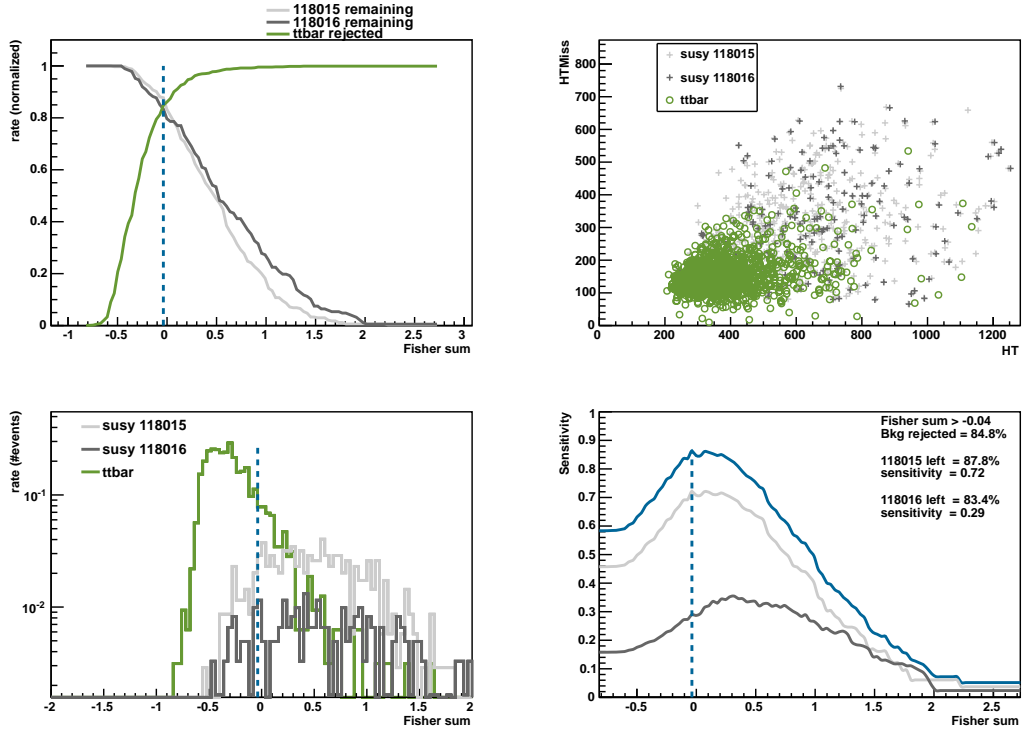 118015 remaining
118016 remaining
ttbar rejected
rate (normalized)
1
0.8
0.6
0.4
0.2
0
-1 -0.5 0 0.5 1 1.5 2 2.5 3
Fisher sum
HTMiss
800
700
600
500
400
300
200
100
0
susy 118015
susy 118016
ttbar
0 200 400 600 800 1000 1200
HT
rate (#events)
10-1
10-2
susy 118015
susy 118016
ttbar
-2 -1.5 -1 -0.5 0 0.5 1 1.5 2
Fisher sum
Sensitivity
1
0.9
0.8
0.7
0.6
0.5
0.4
0.3
0.2
0.1
0
Fisher sum > -0.04
Bkg rejected = 84.8%
118015 left = 87.8%
sensitivity = 0.72
118016 left = 83.4%
sensitivity = 0.29
-0.5 0 0.5 1 1.5 2 2.5
Fisher sum